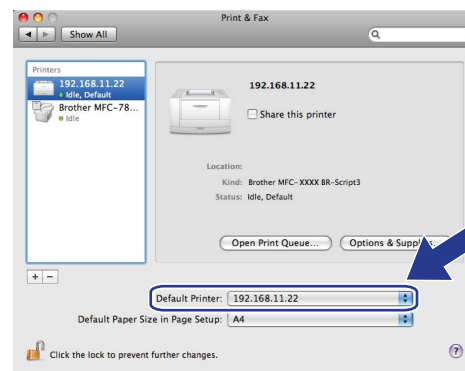 Print & Fax
Show All
Printers
192.168.11.22
Idle, Default
Brother MFC-78...
Idle
192.168.11.22
Share this printer
Location:
Kind: Brother MFC-XXXX BR-Script3
Status: Idle, Default
Open Print Queue...
Options &
Default Printer: 192.168.11.22
Default Paper Size in Page Setup: A4
Click the lock to prevent further changes.
?